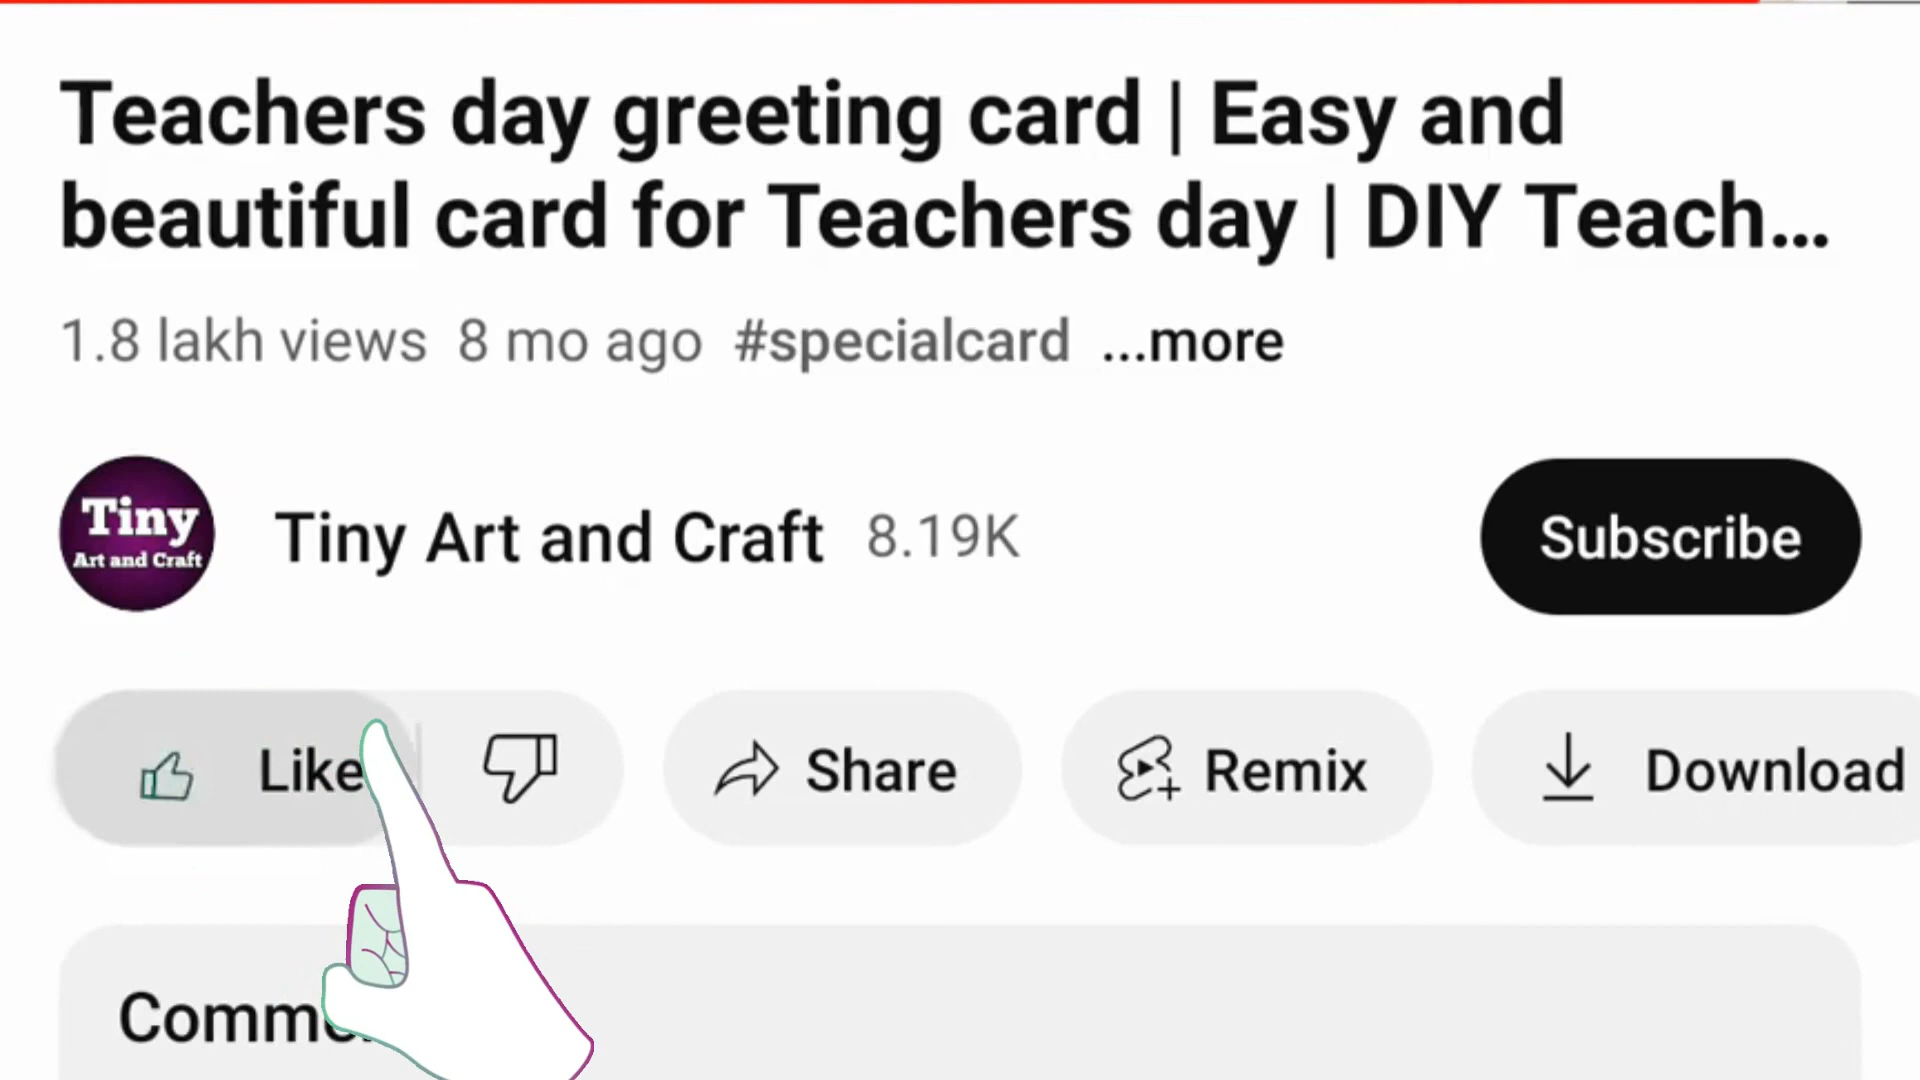 Teachers day greeting card | Easy and
beautiful card for Teachers day | DIY Teach...
1.8 lakh views 8 mo ago #specialcard ...more
Tiny
Art and Craft
Tiny Art and Craft 8.19K
Subscribe
Like
Share
Remix
Download